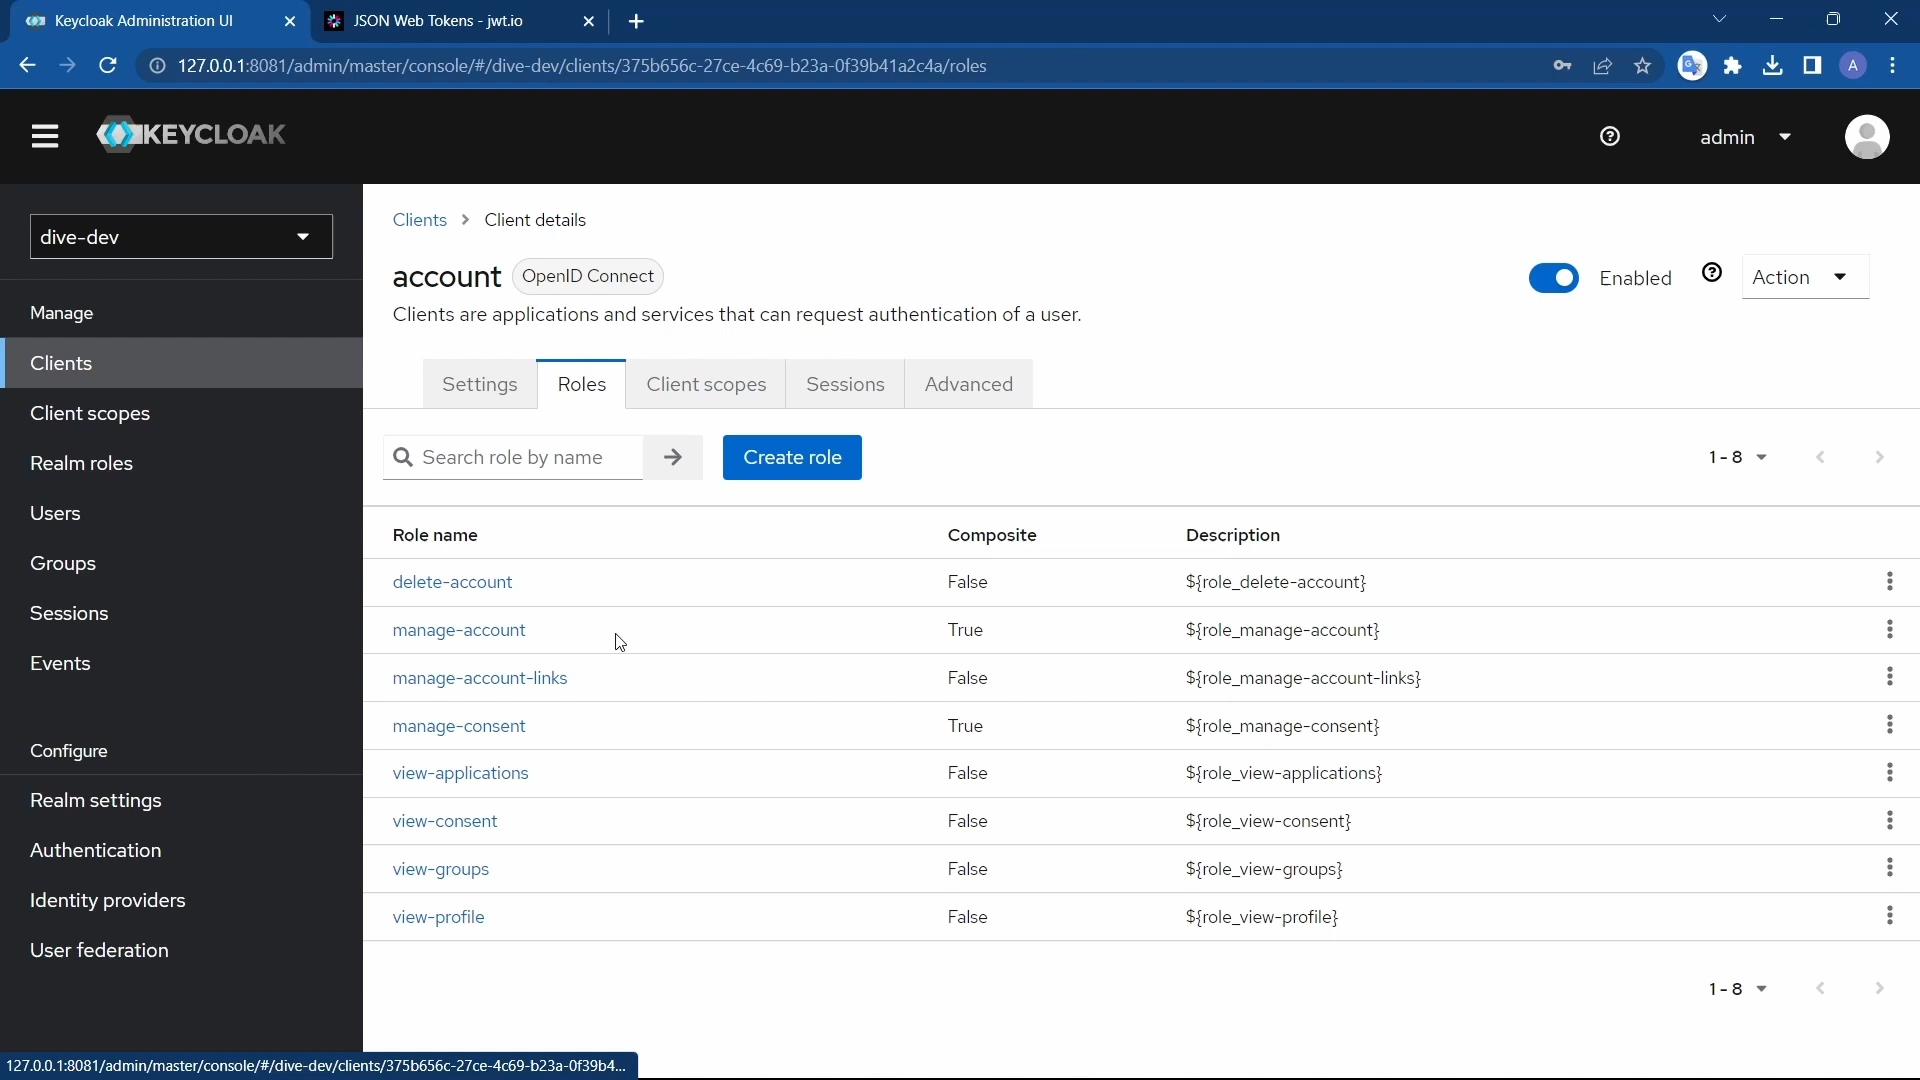 Keycloak Administration UI
JSON Web Tokens - jwt.io
127.0.0.1:8081/admin/master/console/#/dive-dev/clients/375b656c-27ce-4c69-b23a-0f39b41a2c4a/roles
A
KEYCLOAK
admin
dive-dev
Manage
Clients
Client scopes
Realm roles
Users
Groups
Sessions
Events
Configure
Realm settings
Authentication
Identity providers
User federation
Clients > Client details
account OpenID Connect
Enabled
Action
Clients are applications and services that can request authentication of a user.
Settings Roles Client scopes Sessions Advanced
Search role by name
Create role
1 - 8
Role name Composite Description
delete-account False ${role_delete-account}
manage-account True ${role_manage-account}
manage-account-links False ${role_manage-account-links}
manage-consent True ${role_manage-consent}
view-applications False ${role_view-applications}
view-consent False ${role_view-consent}
view-groups False ${role_view-groups}
view-profile False ${role_view-profile}
1 - 8
127.0.0.1:8081/admin/master/console/#/dive-dev/clients/375b656c-27ce-4c69-b23a-0f39b4...